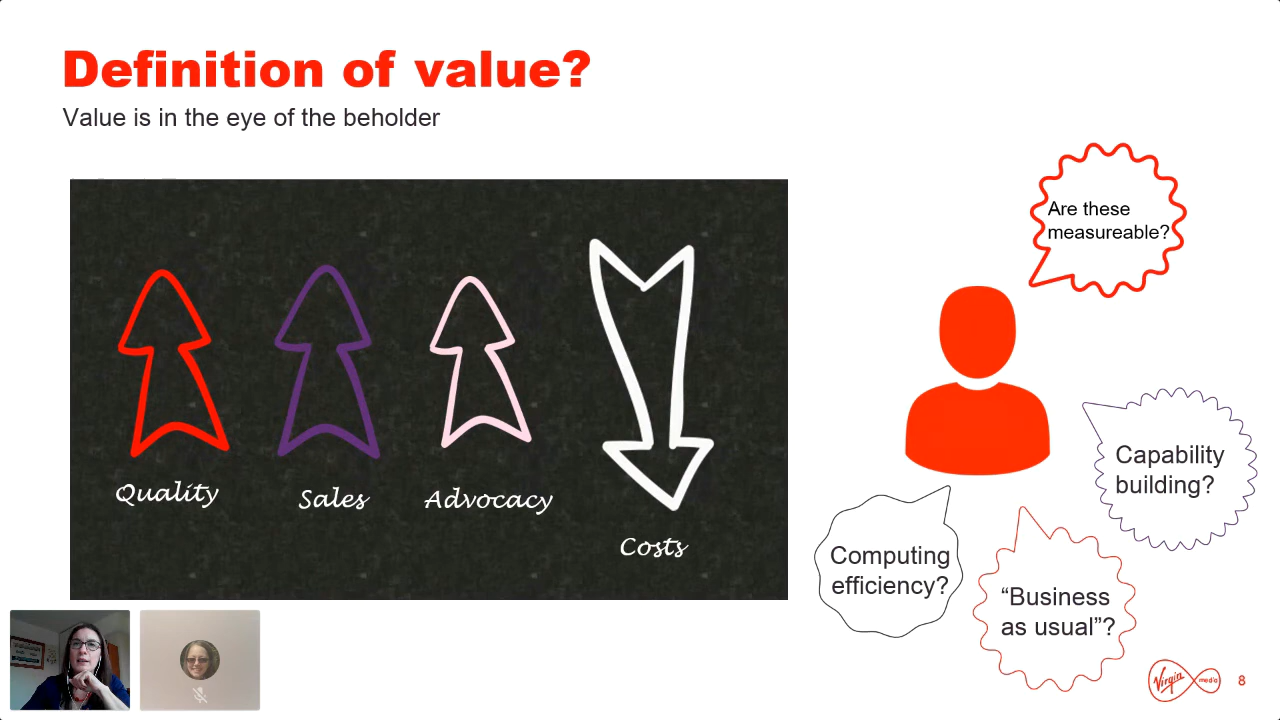 Definition of value?
Value is in the eye of the beholder
Quality
Sales
Advocacy
Costs
Are these
measureable?
Capability
building?
Computing
efficiency?
“Business
as usual”?
Virgin media
8